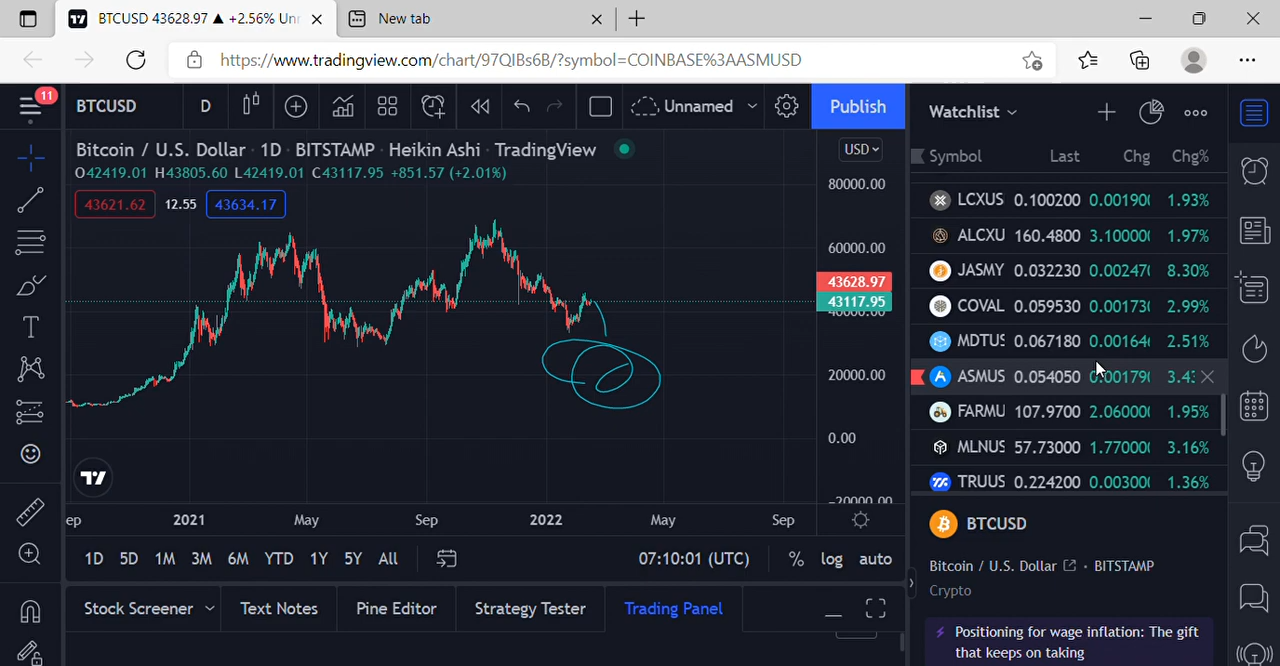 BTCUSD 43628.97 ▲ +2.56% Un
New tab
https://www.tradingview.com/chart/97QIBs6B/?symbol=COINBASE%3AASMUSD
11
BTCUSD
D
Unnamed
Publish
Bitcoin / U.S. Dollar · 1D · BITSTAMP · Heikin Ashi · TradingView
O42419.01 H43805.60 L42419.01 C43117.95 +851.57 (+2.01%)
43621.62 12.55 43634.17
USD
80000.00
60000.00
43628.97
43117.95
40000.00
20000.00
0.00
-20000.00
ep 2021 May Sep 2022 May Sep
1D 5D 1M 3M 6M YTD 1Y 5Y All
07:10:01 (UTC) % log auto
Stock Screener Text Notes Pine Editor Strategy Tester Trading Panel
Watchlist
Symbol Last Chg Chg%
LCXUS 0.100200 0.00190 1.93%
ALCXU 160.4800 3.10000 1.97%
JASMY 0.032230 0.00247 8.30%
COVAL 0.059530 0.00173 2.99%
MDTUS 0.067180 0.00164 2.51%
ASMUS 0.054050 0.00179 3.43
FARMU 107.9700 2.06000 1.95%
MLNUS 57.73000 1.77000 3.16%
TRUUS 0.224200 0.00300 1.36%
BTCUSD
Bitcoin / U.S. Dollar · BITSTAMP
Crypto
Positioning for wage inflation: The gift
that keeps on taking